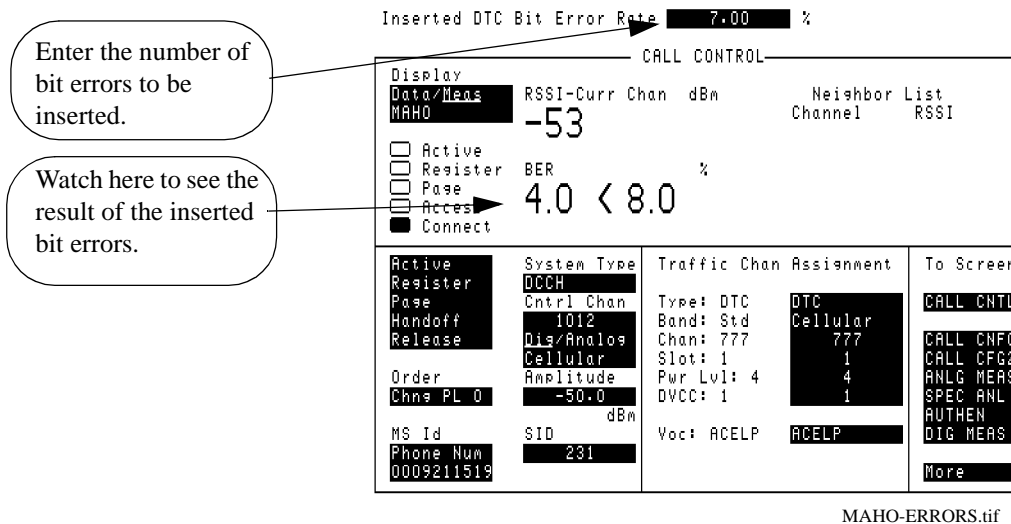 Inserted DTC Bit Error Rate 7.00 %
Enter the number of
bit errors to be
inserted.
Watch here to see the
result of the inserted
bit errors.
CALL CONTROL
Display
Data/Meas
MAHO
RSSI-Curr Chan dBm
-53
Neighbor List
Channel RSSI
Active
Register
Page
Access
Connect
BER %
4.0 < 8.0
Active
Register
Page
Handoff
Release
Order
Chng PL 0
MS Id
Phone Num
0009211519
System Type
DCCH
Cntrl Chan
1012
Dig/Analog
Cellular
Amplitude
-50.0
dBm
SID
231
Traffic Chan Assignment
Type: DTC DTC
Band: Std Cellular
Chan: 777 777
Slot: 1 1
Pwr Lvl: 4 4
DVCC: 1 1
Voc: ACELP ACELP
To Screen
CALL CNTL
CALL CNFG
CALL CFG2
ANLG MEAS
SPEC ANL
AUTHEN
DIG MEAS
More
MAHO-ERRORS.tif